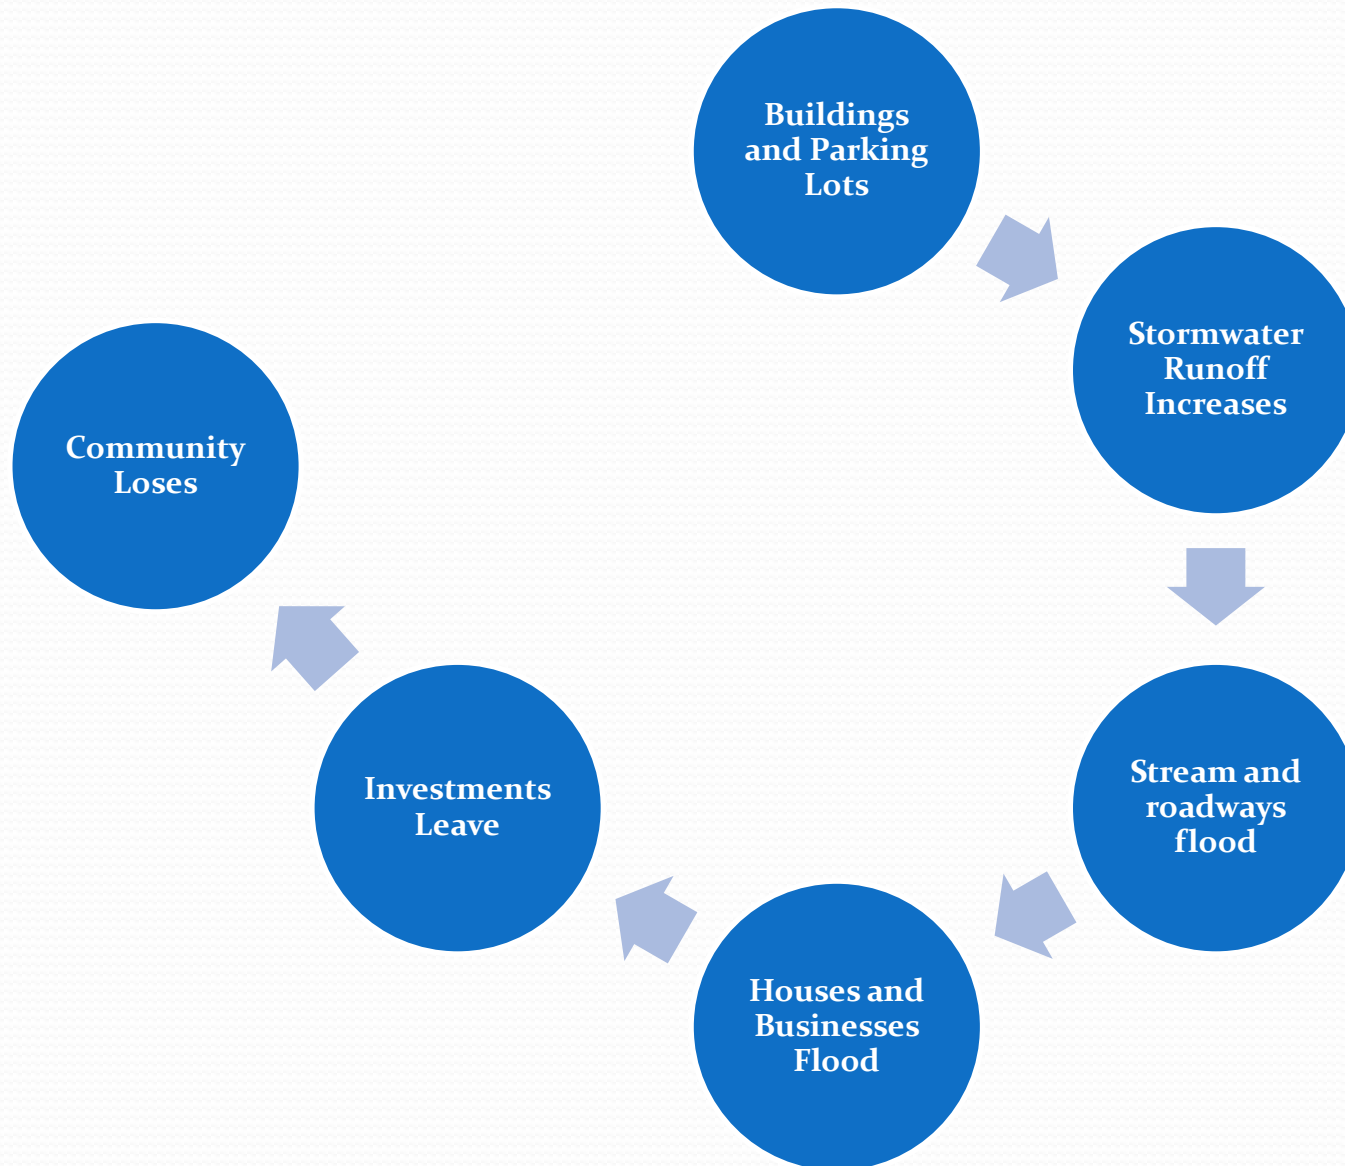 Buildings
and Parking
Lots
Stormwater
Runoff
Increases
Stream and
roadways
flood
Houses and
Businesses
Flood
Investments
Leave
Community
Loses